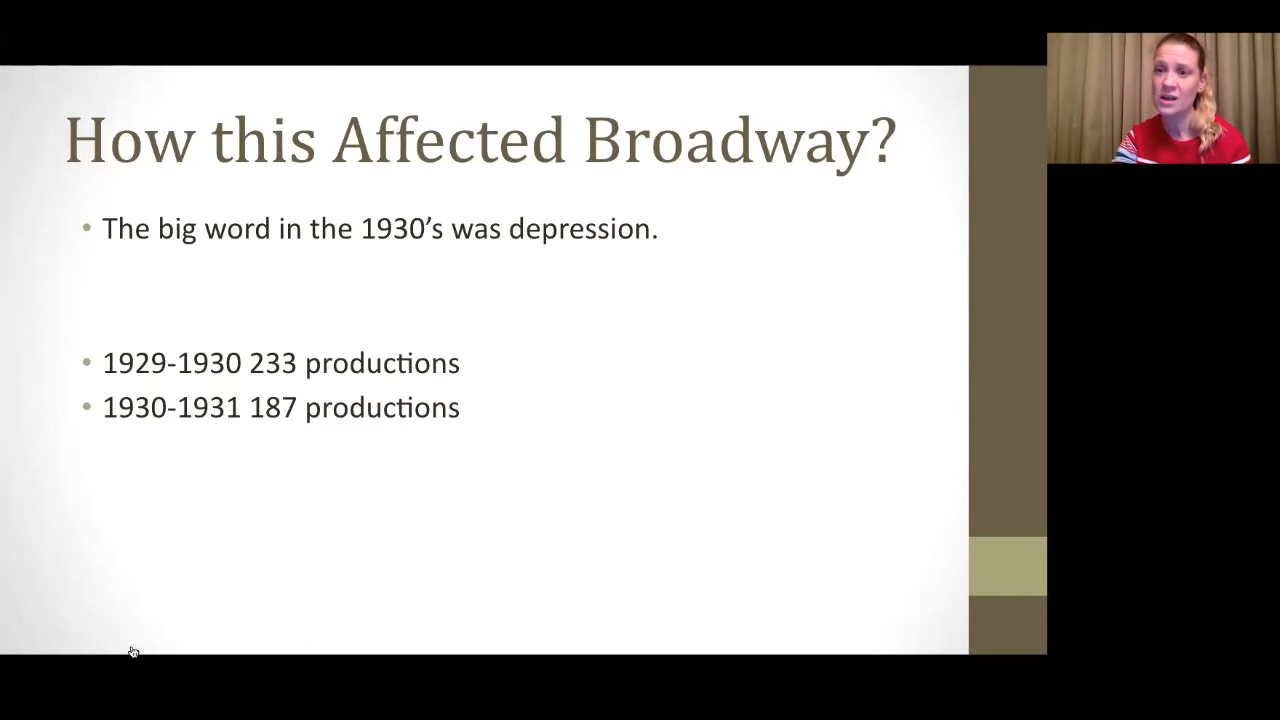 How this Affected Broadway?
• The big word in the 1930’s was depression.
• 1929-1930 233 productions
• 1930-1931 187 productions